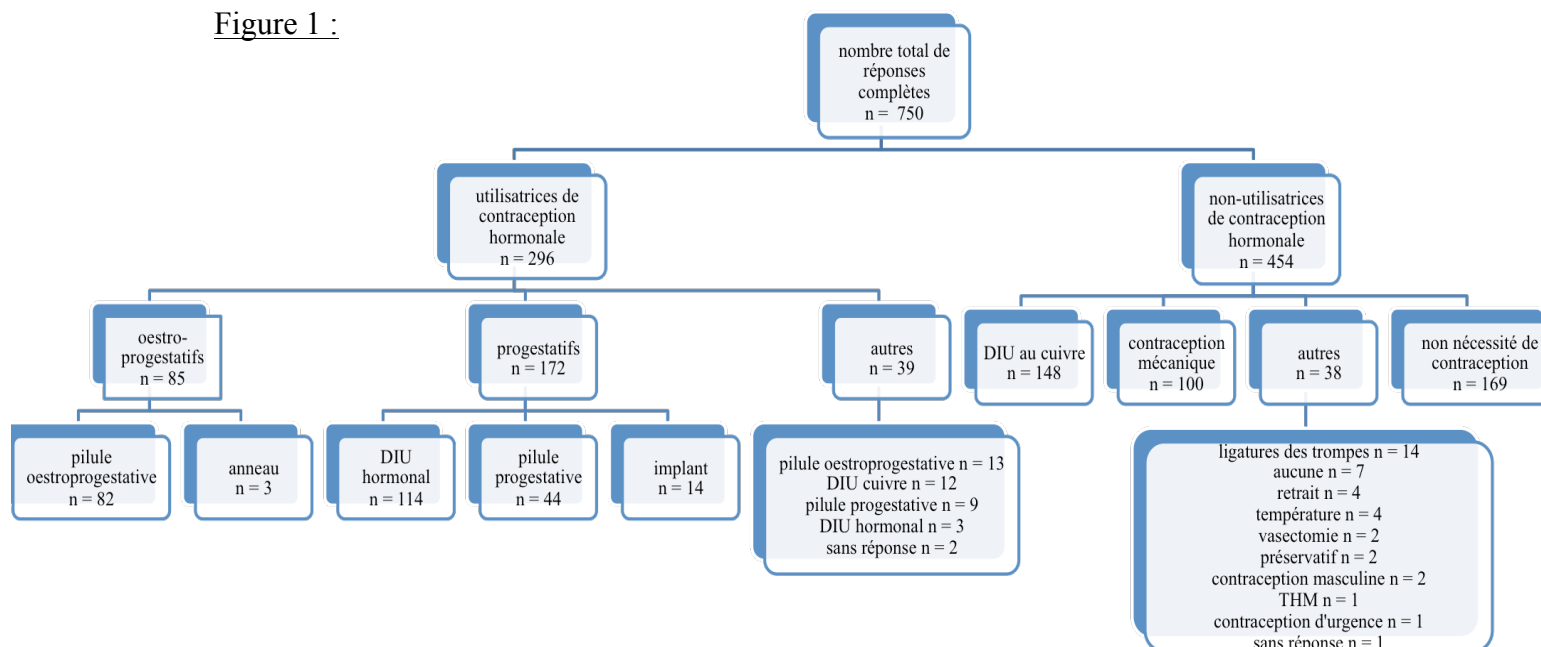 Figure 1 :
nombre total de
réponses
complètes
n =  750
utilisatrices de
contraception
hormonale
n = 296
non-utilisatrices
de contraception
hormonale
n = 454
oestro-
progestatifs
n = 85
progestatifs
n = 172
autres
n = 39
DIU au cuivre
n = 148
contraception
mécanique
n = 100
autres
n = 38
non nécessité de
contraception
n = 169
pilule
oestroprogestative
n = 82
anneau
n = 3
DIU
hormonal
n = 114
pilule
progestative
n = 44
implant
n = 14
pilule oestroprogestative n = 13
DIU cuivre n = 12
pilule progestative n = 9
DIU hormonal n = 3
sans réponse n = 2
ligatures des trompes n = 14
aucune n = 7
retrait n = 4
température n = 4
vasectomie n = 2
préservatif n = 2
contraception masculine n = 2
THM n = 1
contraception d'urgence n = 1
sans réponse n = 1